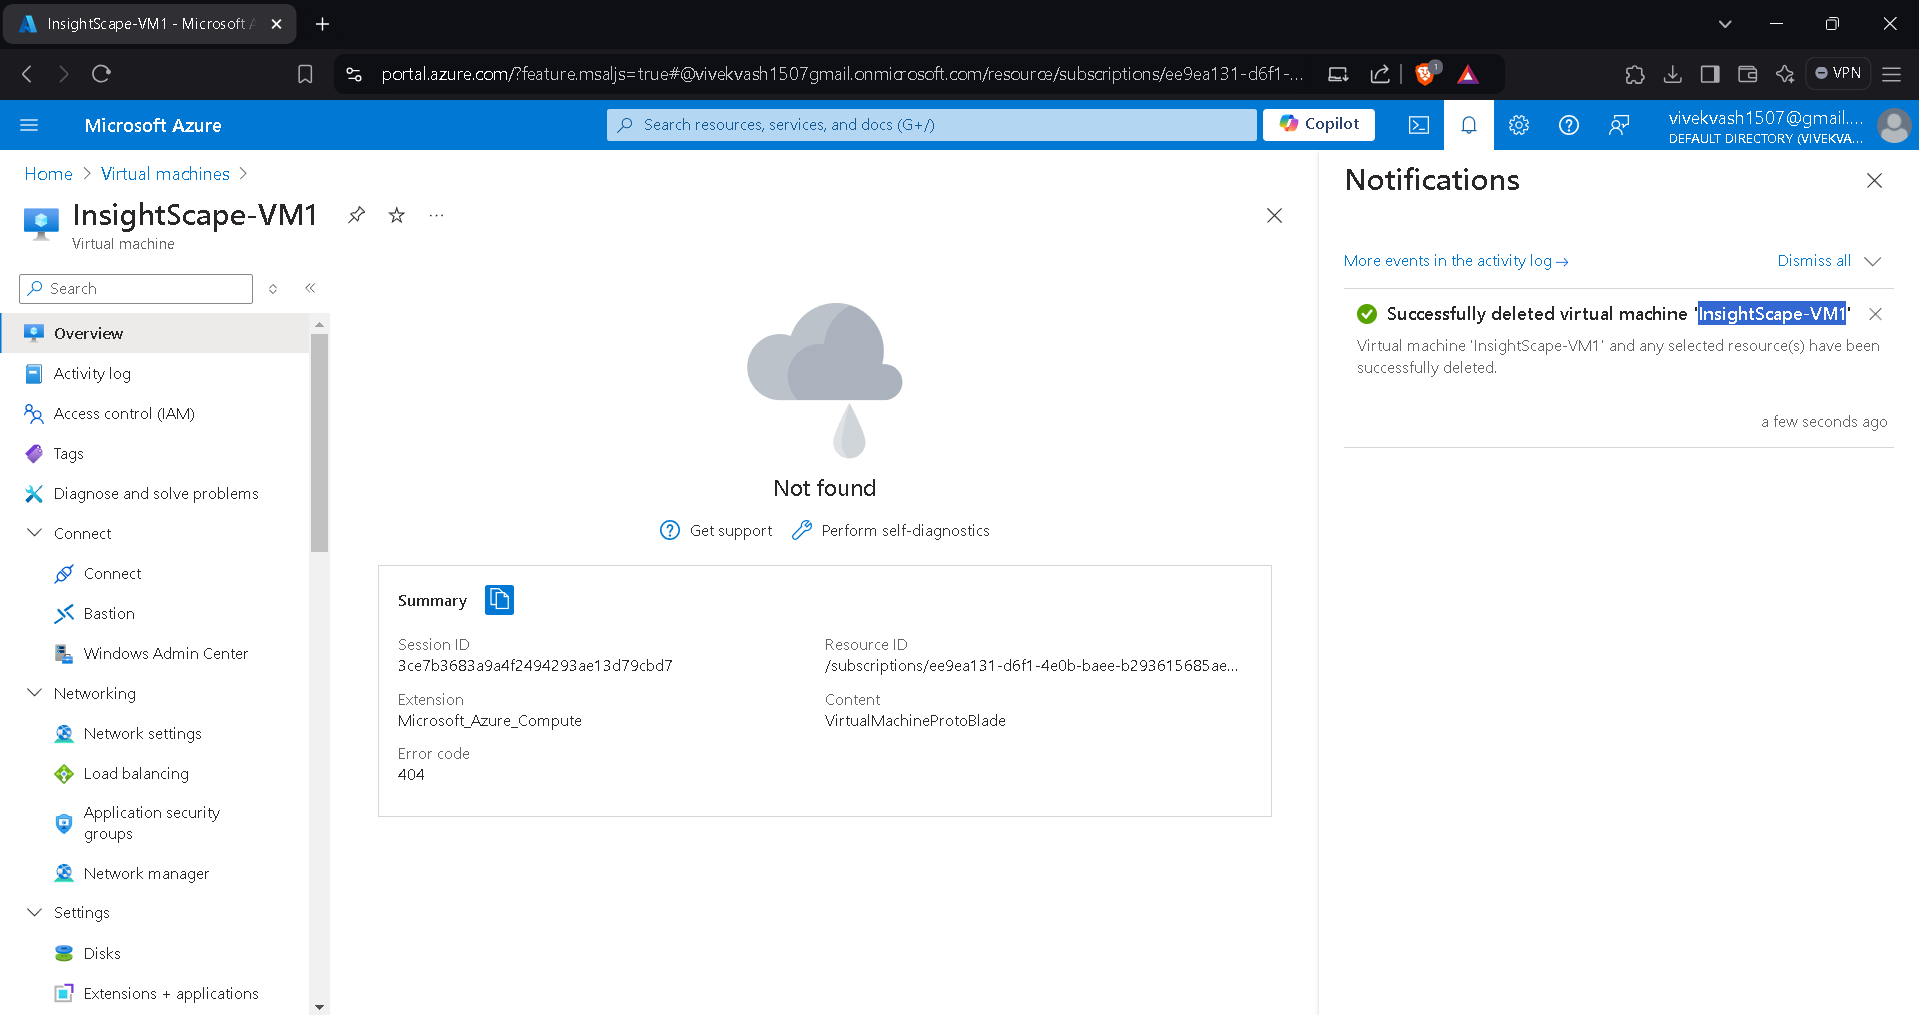 InsightScape-VM1 - Microsoft A
portal.azure.com/?feature.msaljs=true#@vivekvash1507gmail.onmicrosoft.com/resource/subscriptions/ee9ea131-d6f1-...
1
VPN
Microsoft Azure
Search resources, services, and docs (G+/)
Copilot
vivekvash1507@gmail....
DEFAULT DIRECTORY (VIVEKVA...
Home > Virtual machines >
InsightScape-VM1
Virtual machine
Search
Overview
Activity log
Access control (IAM)
Tags
Diagnose and solve problems
Connect
Connect
Bastion
Windows Admin Center
Networking
Network settings
Load balancing
Application security
groups
Network manager
Settings
Disks
Extensions + applications
Not found
Get support
Perform self-diagnostics
Summary
Session ID
3ce7b3683a9a4f2494293ae13d79cbd7
Resource ID
/subscriptions/ee9ea131-d6f1-4e0b-baee-b293615685ae...
Extension
Microsoft_Azure_Compute
Content
VirtualMachineProtoBlade
Error code
404
Notifications
More events in the activity log →
Dismiss all
Successfully deleted virtual machine 'InsightScape-VM1'
Virtual machine 'InsightScape-VM1' and any selected resource(s) have been
successfully deleted.
a few seconds ago